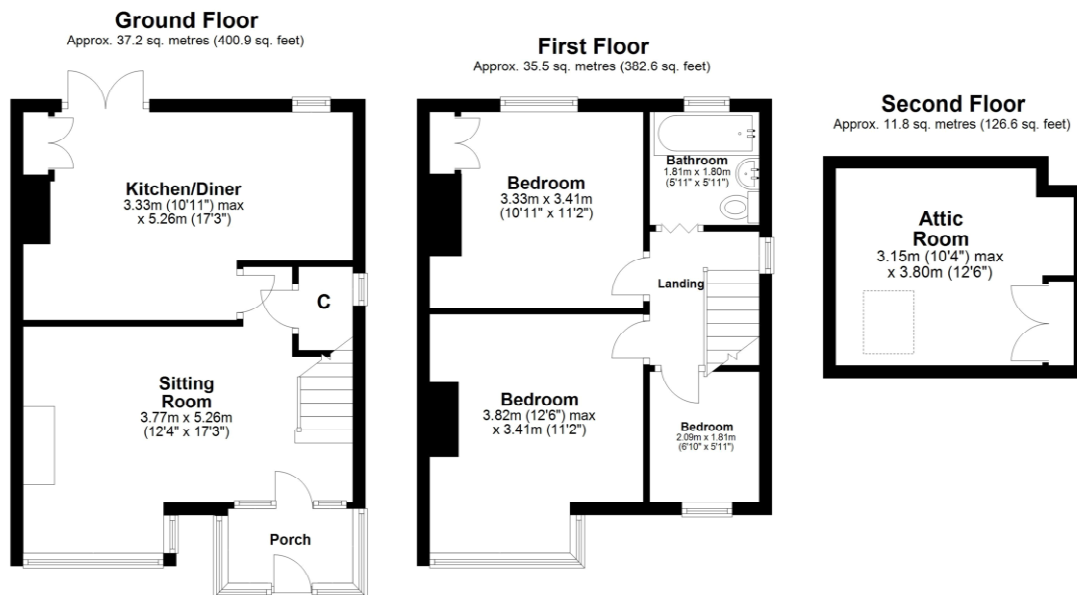 Ground Floor
Approx. 37.2 sq. metres (400.9 sq. feet)
Kitchen/Diner
3.33m (10'11") max
x 5.26m (17'3")
C
Sitting
Room
3.77m x 5.26m
(12'4" x 17'3")
Porch
First Floor
Approx. 35.5 sq. metres (382.6 sq. feet)
Bedroom
3.33m x 3.41m
(10'11" x 11'2")
Bathroom
1.81m x 1.80m
(5'11" x 5'11")
Landing
Bedroom
3.82m (12'6") max
x 3.41m (11'2")
Bedroom
2.09m x 1.81m
(6'10" x 5'11")
Second Floor
Approx. 11.8 sq. metres (126.6 sq. feet)
Attic
Room
3.15m (10'4") max
x 3.80m (12'6")